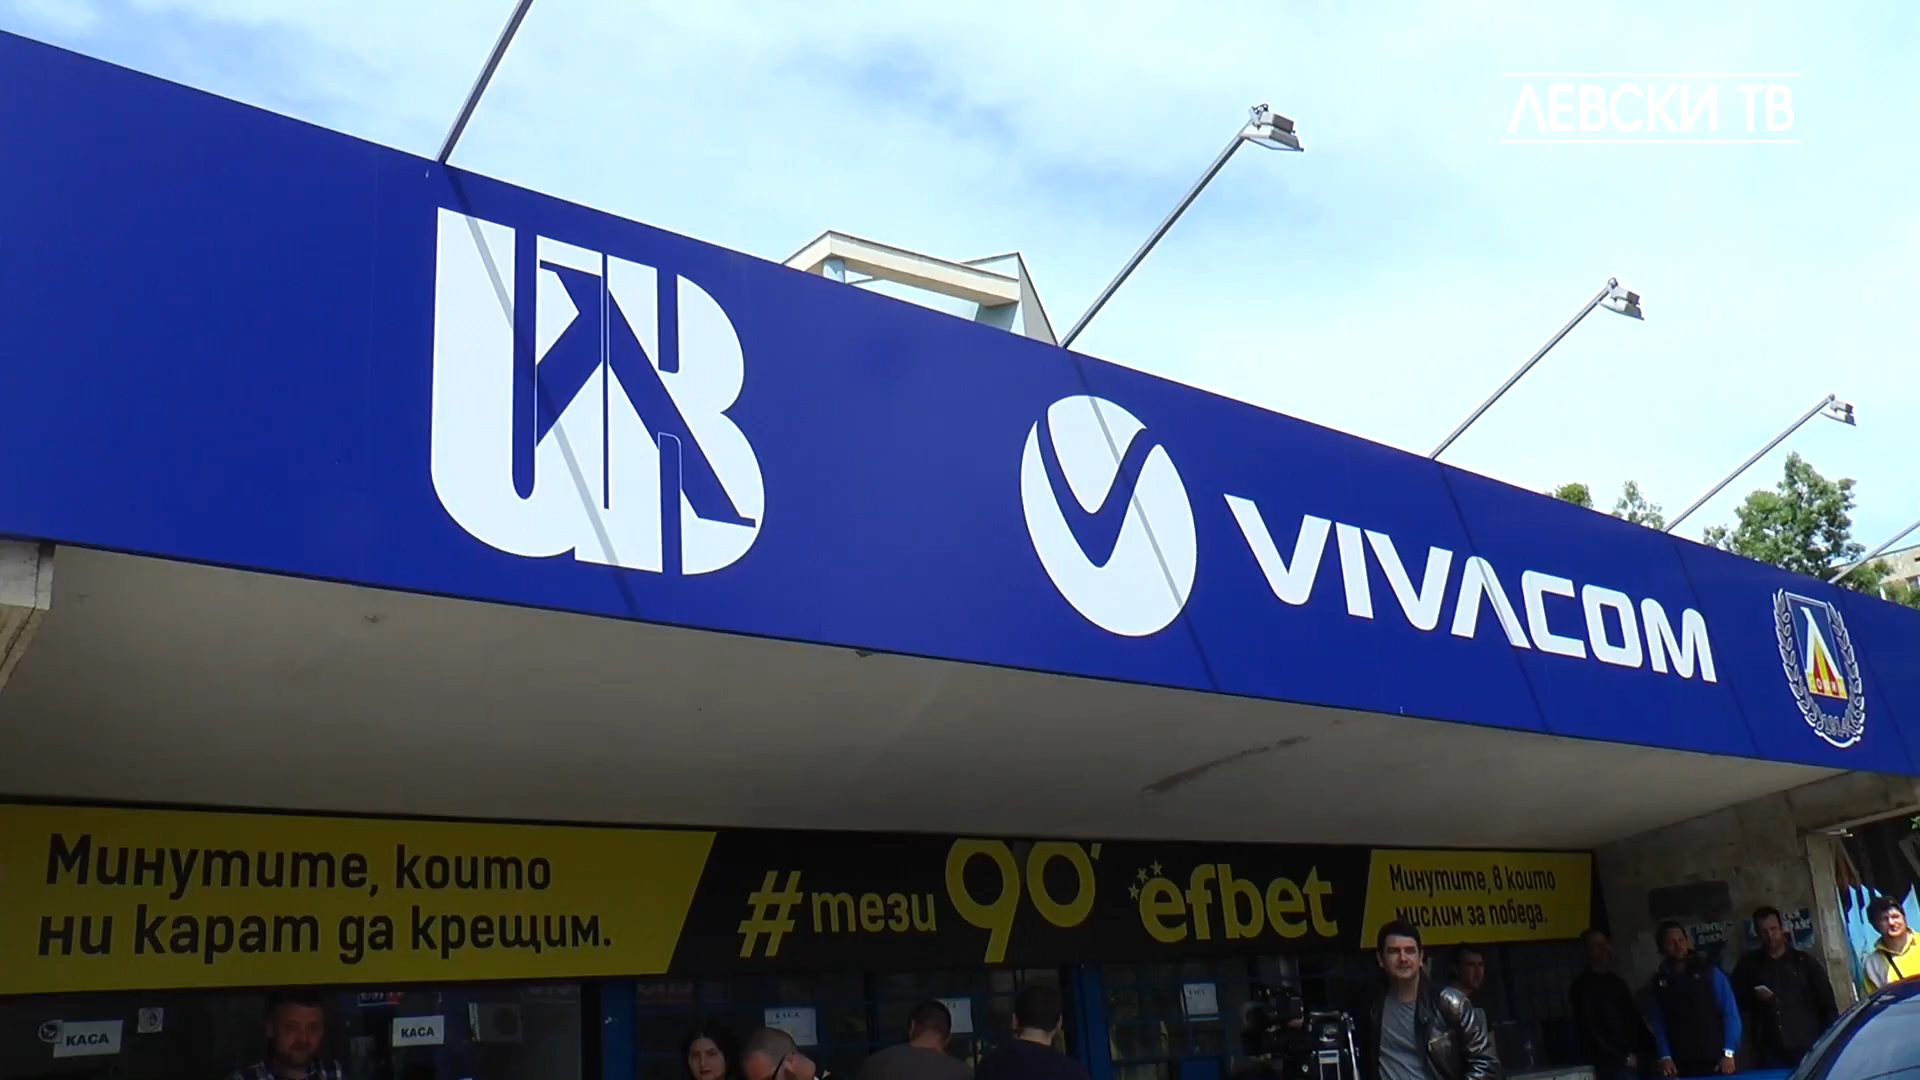 ЛЕВСКИ ТВ
VIVACOM
1914
Минутите, които
ни карат да крещим.
#тези 90'
efbet
Минутите, в които
мислим за победа.
КАСА
КАСА